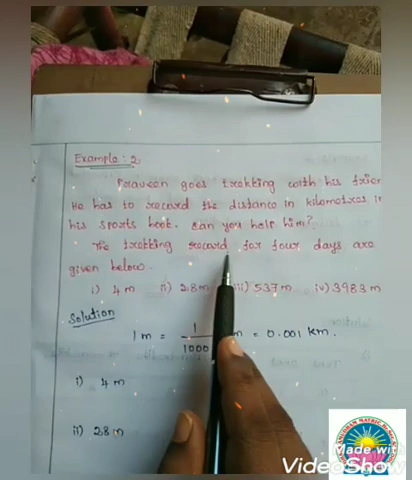 Example: 2
Praveen goes trekking with his frien
He has to record the distance in kilometres in
his sports book. Can you help him?
The trekking record for four days are
given below.
i) 4 m ii) 28 m iii) 537 m iv) 3983 m
Solution
1 m = 1/1000 m = 0.001 km.
i) 4 m
ii) 28 m
Made with
VideoShow